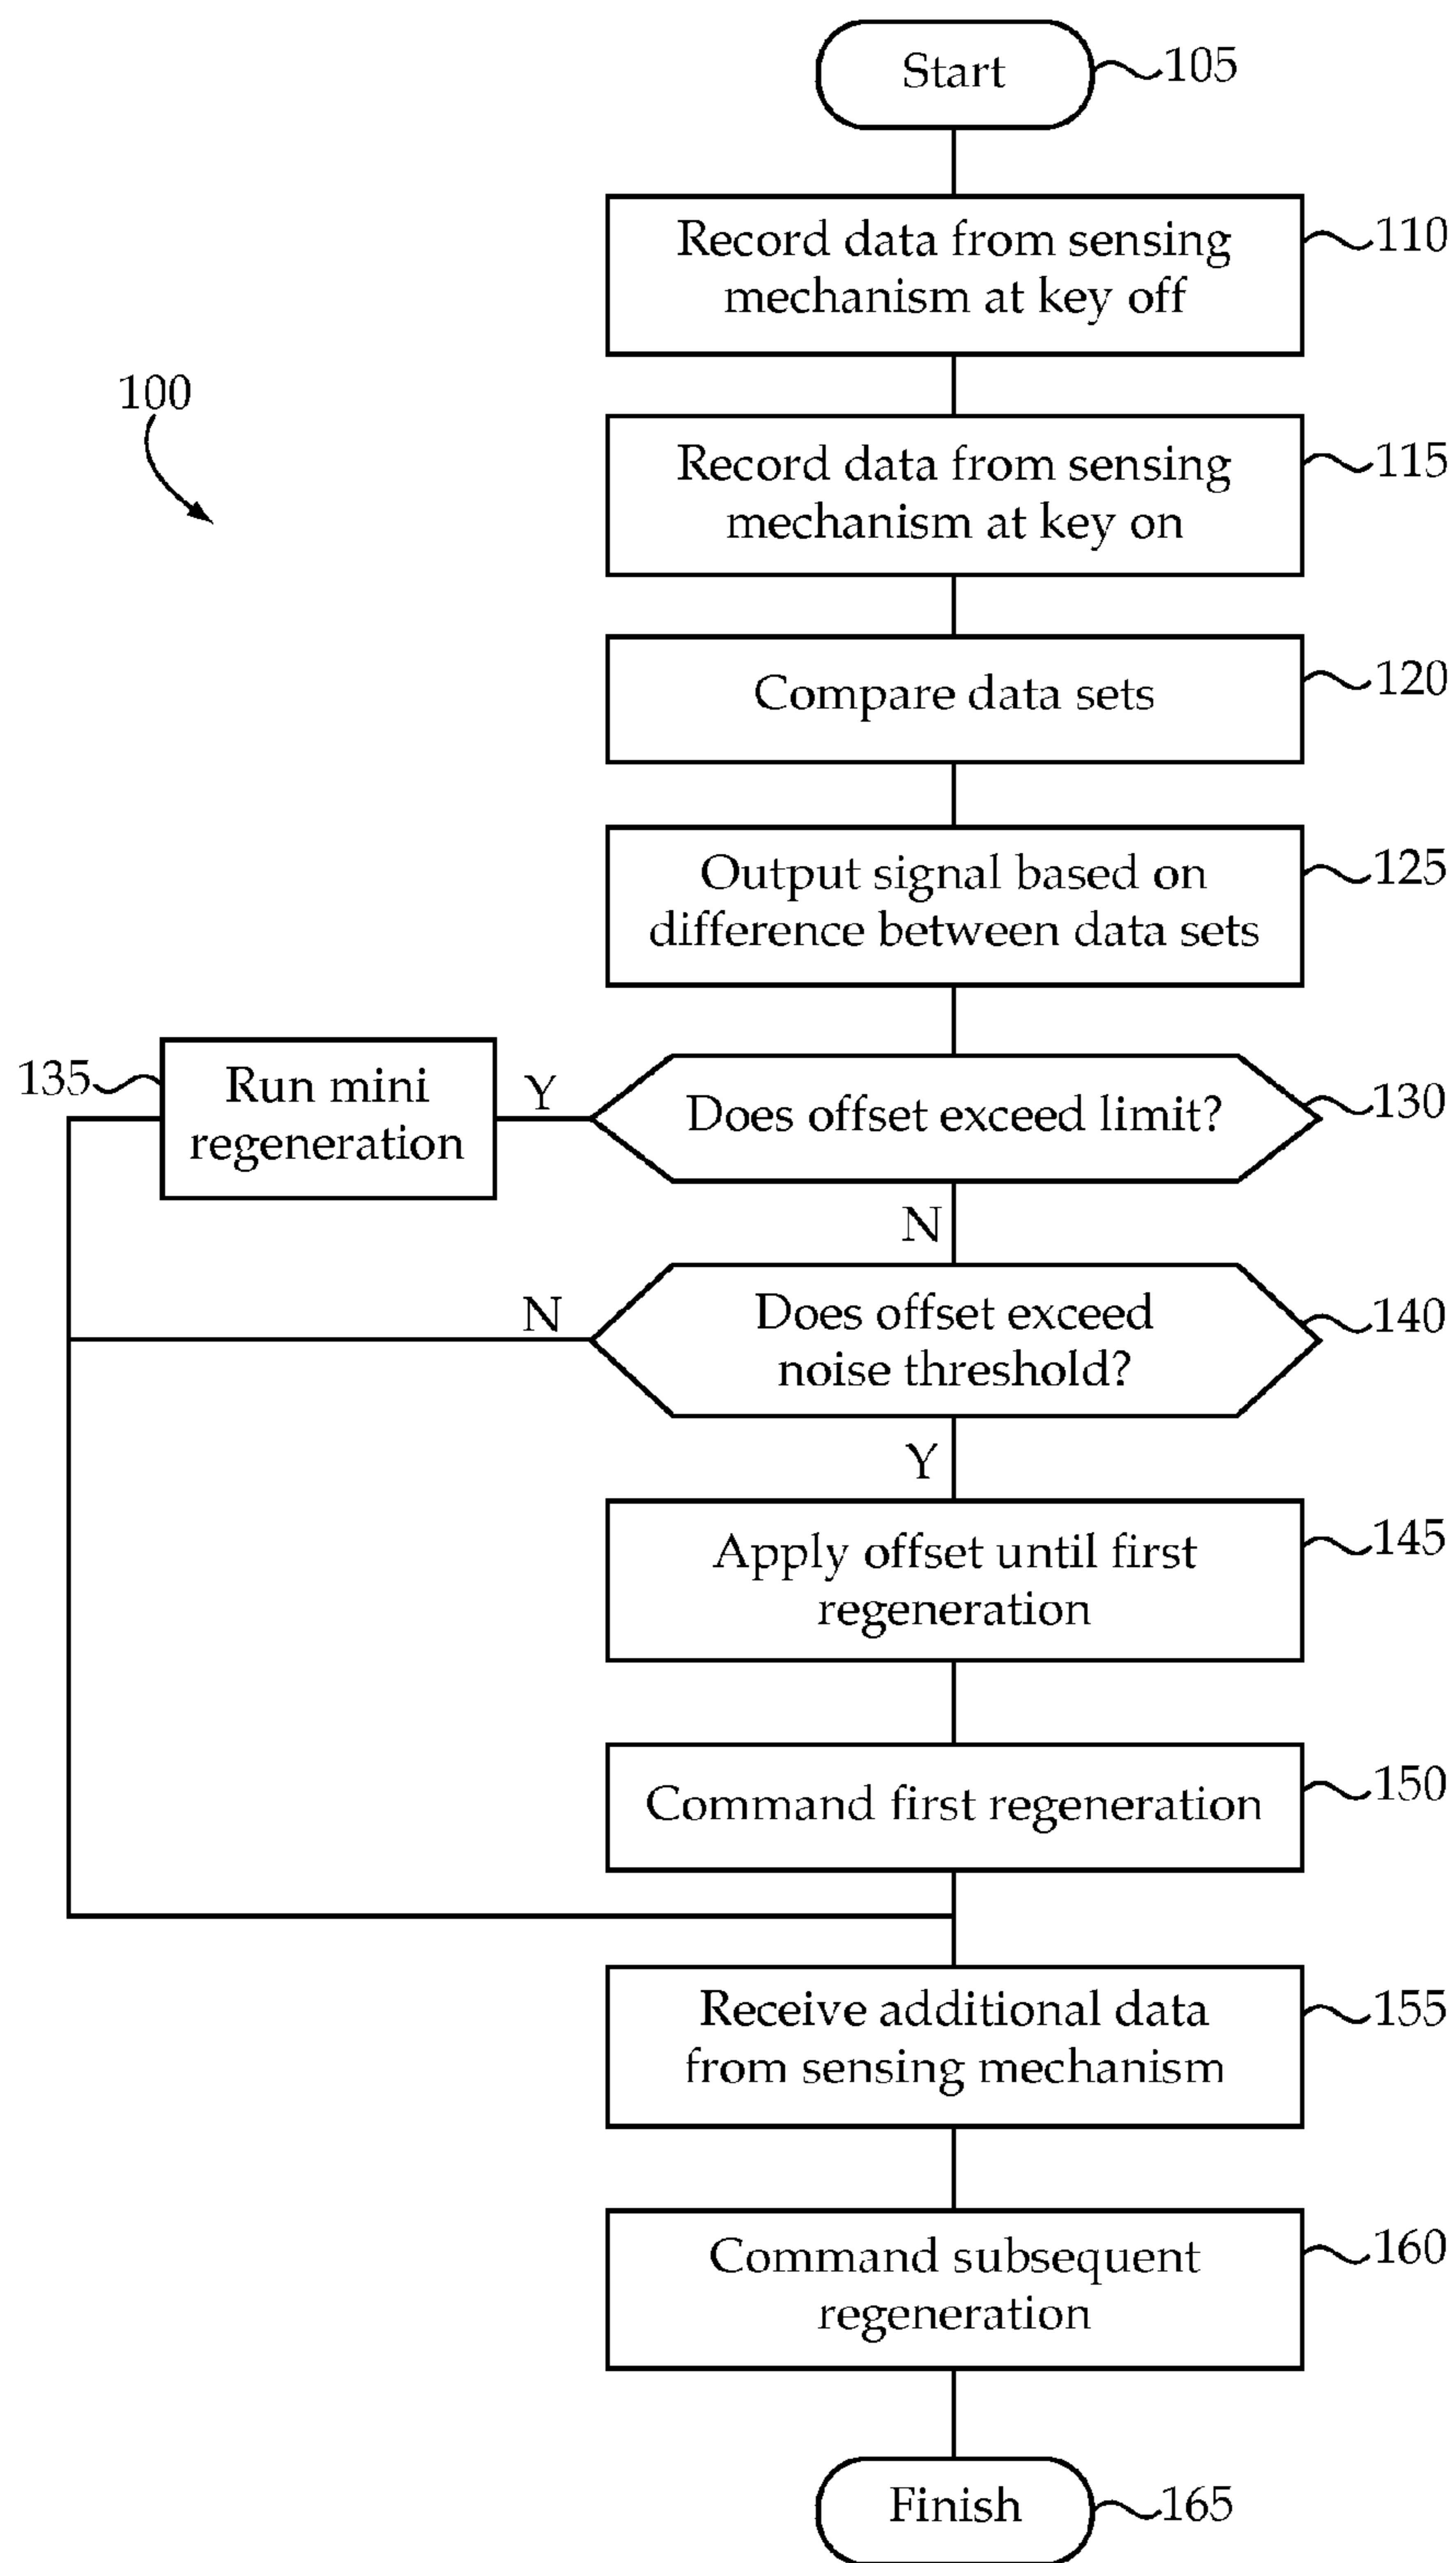 Start
105
Record data from sensing
mechanism at key off
110
100
Record data from sensing
mechanism at key on
115
Compare data sets
120
Output signal based on
difference between data sets
125
135
Run mini
regeneration
Y
Does offset exceed limit?
130
N
N
Does offset exceed
noise threshold?
140
Y
Apply offset until first
regeneration
145
Command first regeneration
150
Receive additional data
from sensing mechanism
155
Command subsequent
regeneration
160
Finish
165